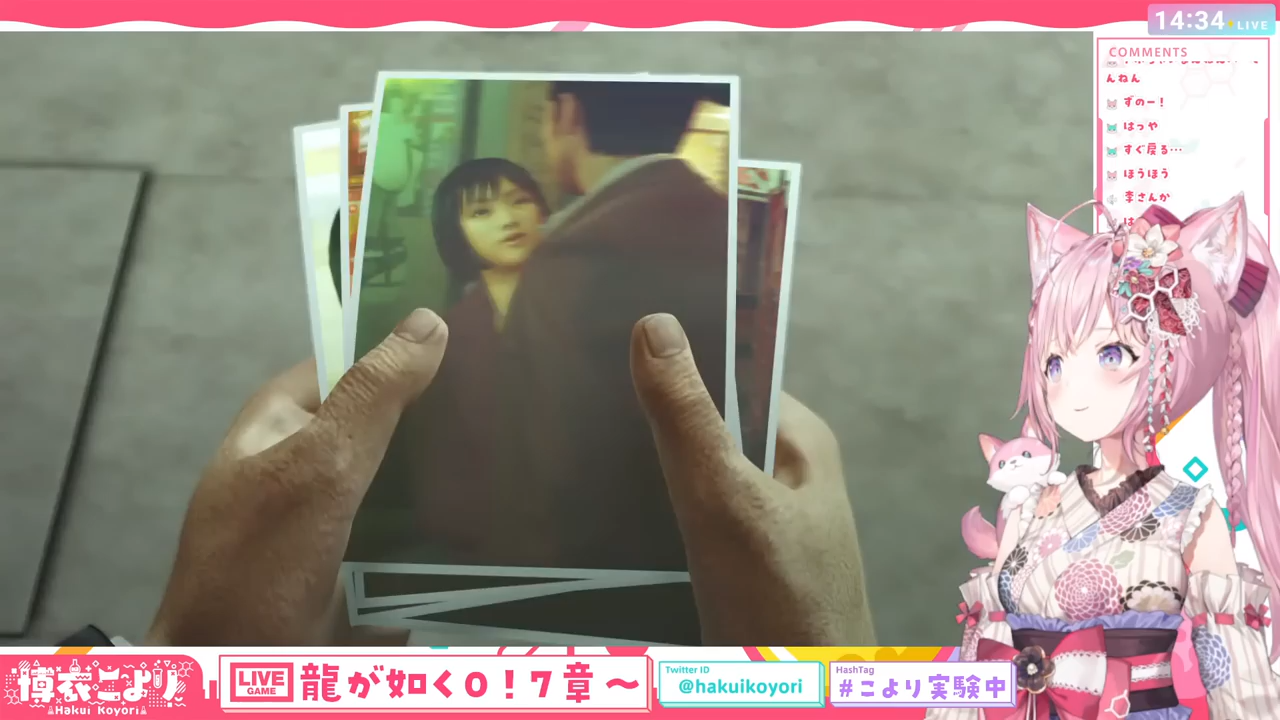 14:34 LIVE
COMMENTS
んねん
ずのー!
はっや
すぐ戻る…
ほうほう
李さんか
は
博衣こより
Hakui Koyori
LIVE
GAME
龍が如く0!7章~
Twitter ID
@hakuikoyori
HashTag
#こより実験中